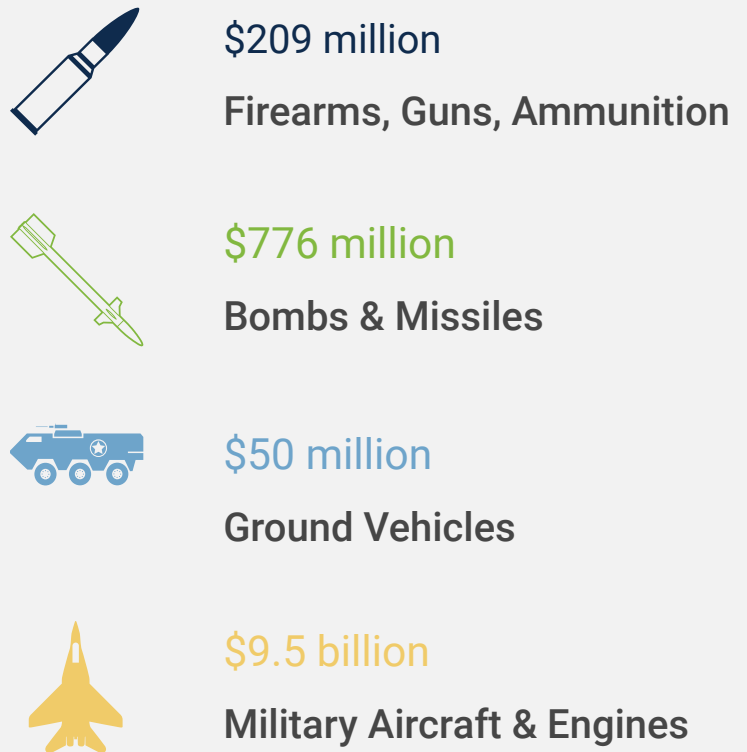 $209 million
Firearms, Guns, Ammunition
$776 million
Bombs & Missiles
$50 million
Ground Vehicles
$9.5 billion
Military Aircraft & Engines